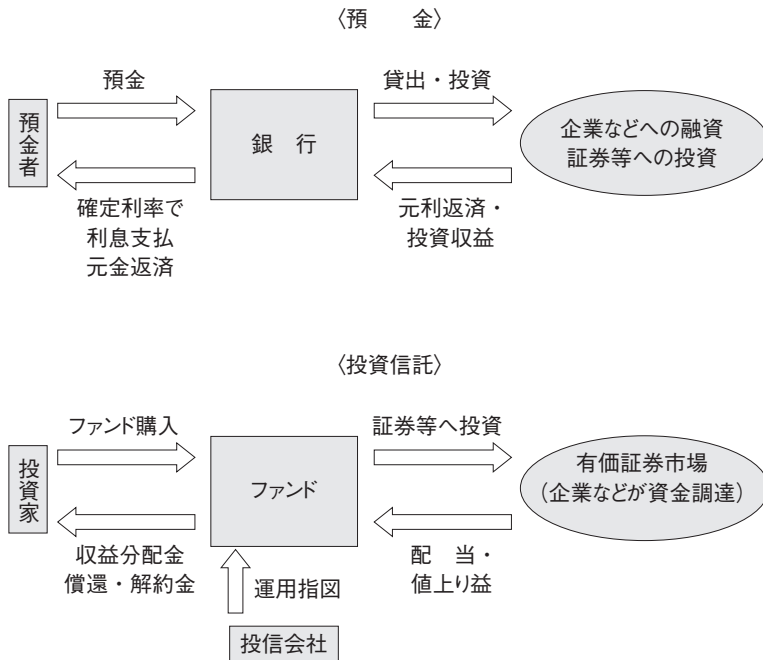 〈預　　金〉
預金
貸出・投資
預金者
銀　行
企業などへの融資
証券等への投資
確定利率で
利息支払
元金返済
元利返済・
投資収益
〈投資信託〉
ファンド購入
証券等へ投資
投資家
ファンド
有価証券市場
（企業などが資金調達）
収益分配金
償還・解約金
運用指図
配　当・
値上り益
投信会社